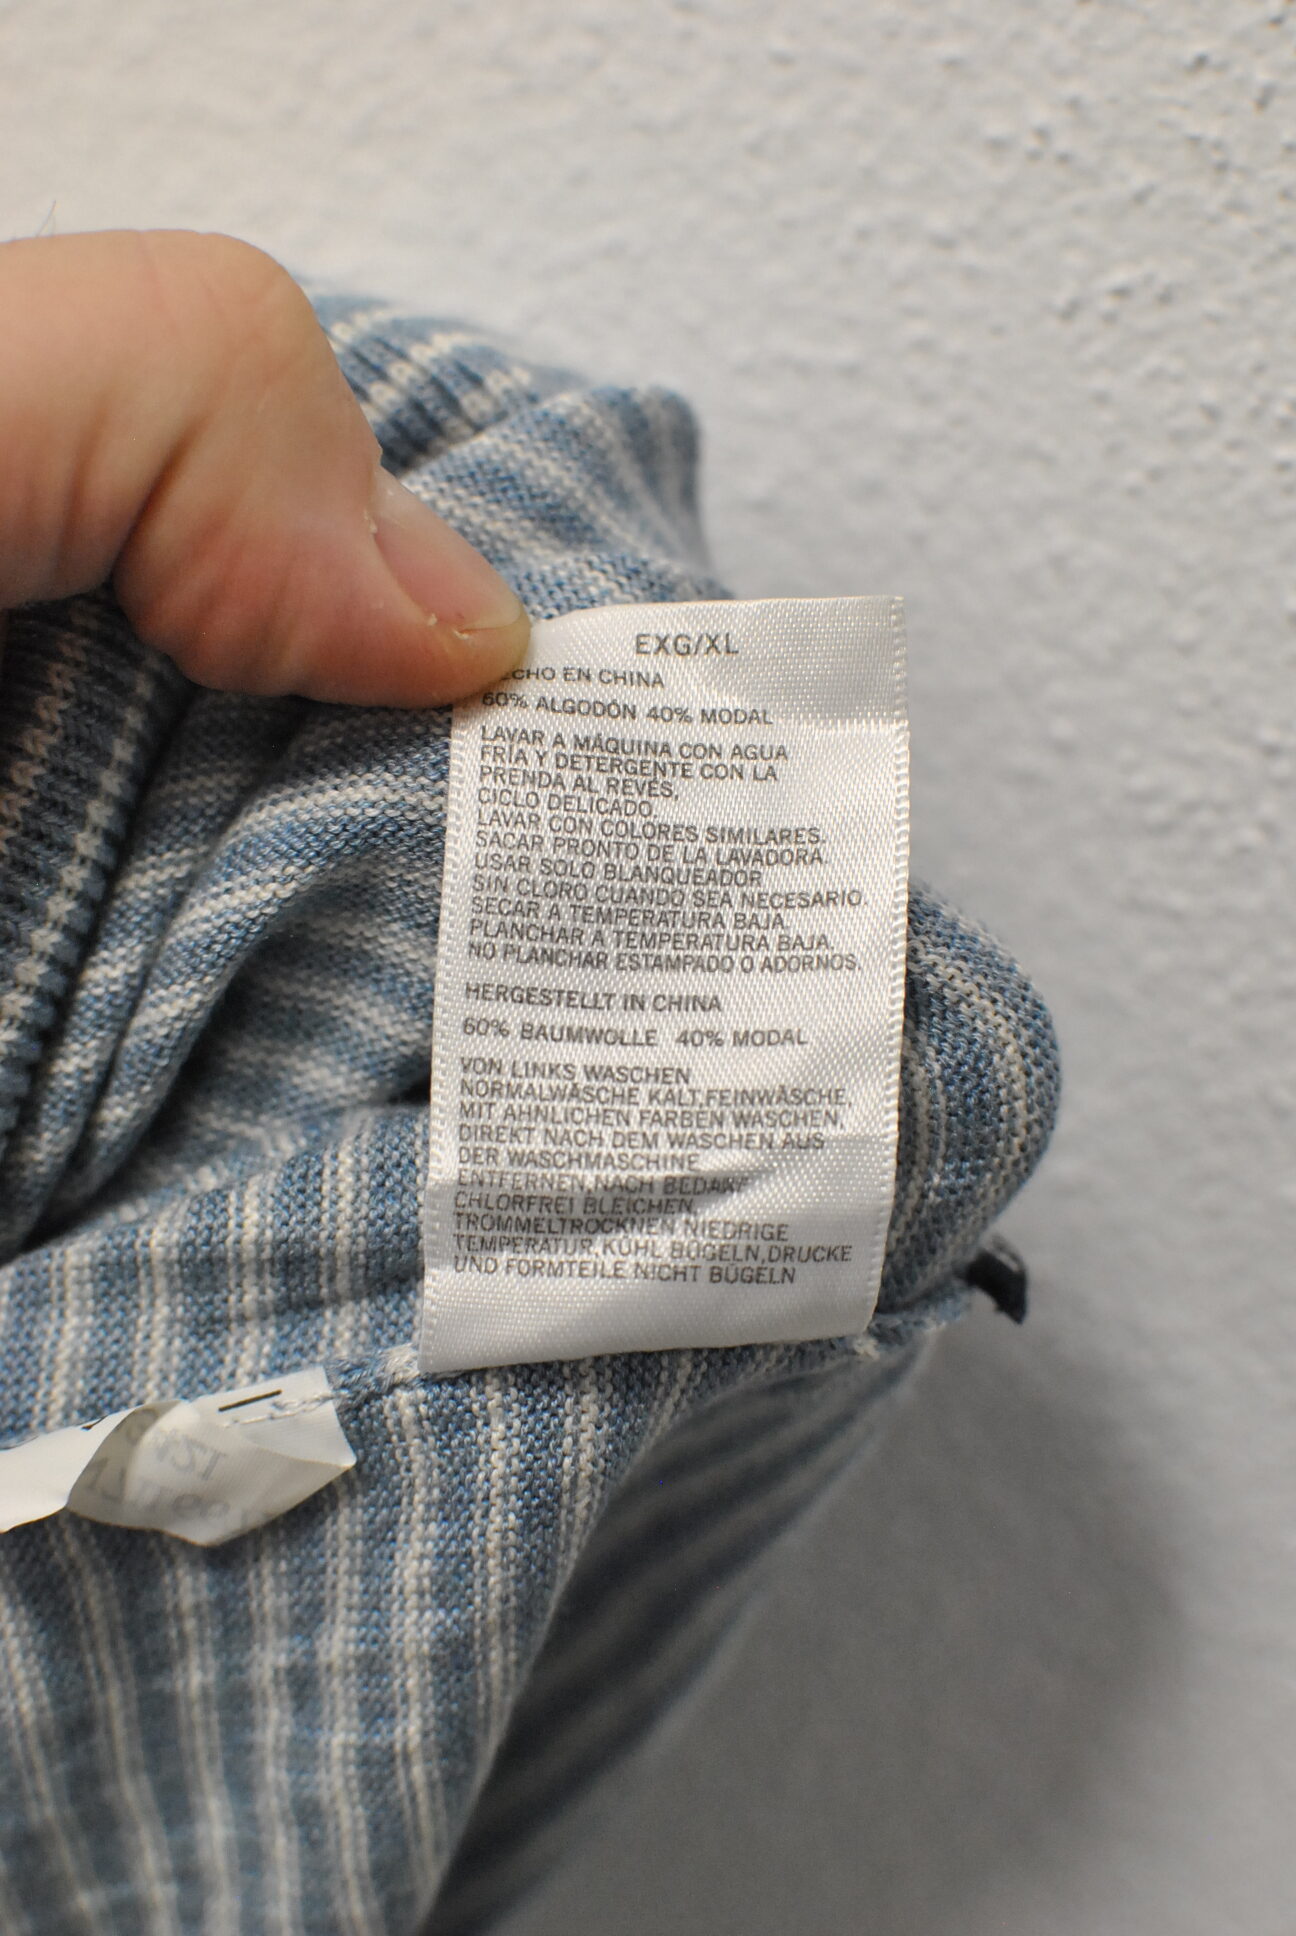 EXG/XL
ECHO EN CHINA
60% ALGODÓN 40% MODAL
LAVAR A MÁQUINA CON AGUA
FRÍA Y DETERGENTE CON LA
PRENDA AL REVÉS,
CICLO DELICADO.
LAVAR CON COLORES SIMILARES.
SACAR PRONTO DE LA LAVADORA.
USAR SOLO BLANQUEADOR
SIN CLORO CUANDO SEA NECESARIO
SECAR A TEMPERATURA BAJA.
PLANCHAR A TEMPERATURA BAJA.
NO PLANCHAR ESTAMPADO O ADORNOS.
HERGESTELLT IN CHINA
60% BAUMWOLLE 40% MODAL
VON LINKS WASCHEN
NORMALWÄSCHE KALT,FEINWÄSCHE,
MIT ÄHNLICHEN FARBEN WASCHEN,
DIREKT NACH DEM WASCHEN AUS
DER WASCHMASCHINE
ENTFERNEN,NACH BEDARF
CHLORFREI BLEICHEN,
TROMMELTROCKNEN NIEDRIGE
TEMPERATUR,KÜHL BÜGELN,DRUCKE
UND FORMTEILE NICHT BÜGELN